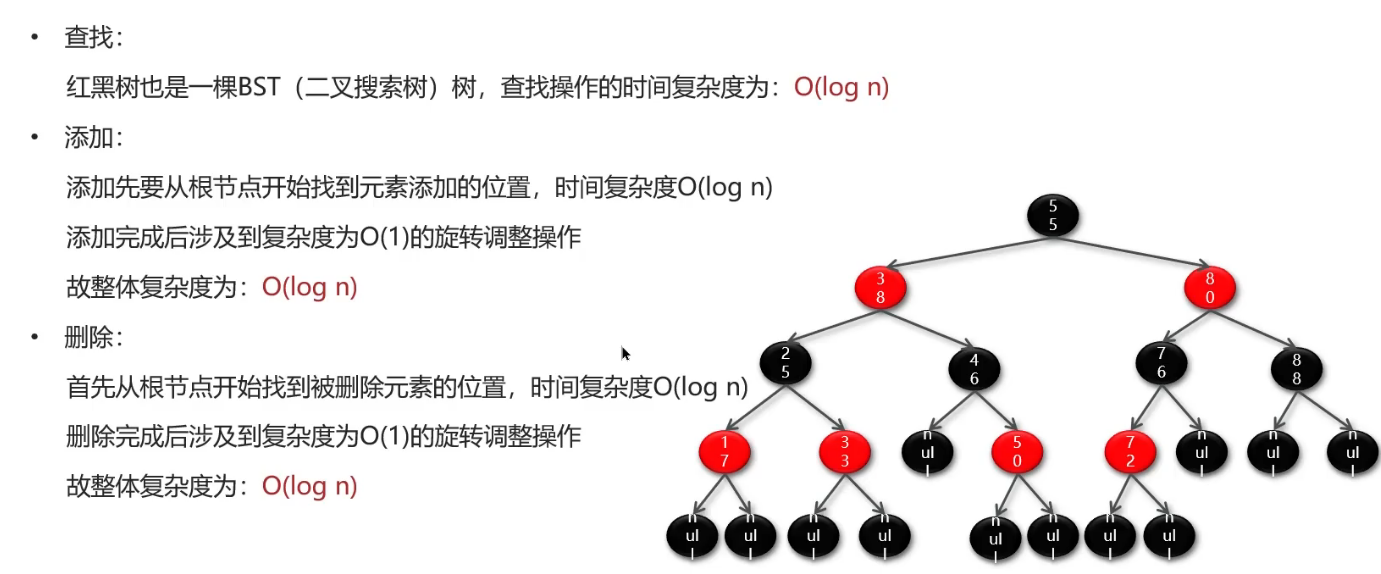 • 查找：
红黑树也是一棵BST（二叉搜索树）树，查找操作的时间复杂度为：O(log n)
• 添加：
添加先要从根节点开始找到元素添加的位置，时间复杂度O(log n)
添加完成后涉及到复杂度为O(1)的旋转调整操作
故整体复杂度为：O(log n)
• 删除：
首先从根节点开始找到被删除元素的位置，时间复杂度O(log n)
删除完成后涉及到复杂度为O(1)的旋转调整操作
故整体复杂度为：O(log n)
55
38 80
25 46 76 88
17 33 null 50 72 null null null
null null null null null null null null